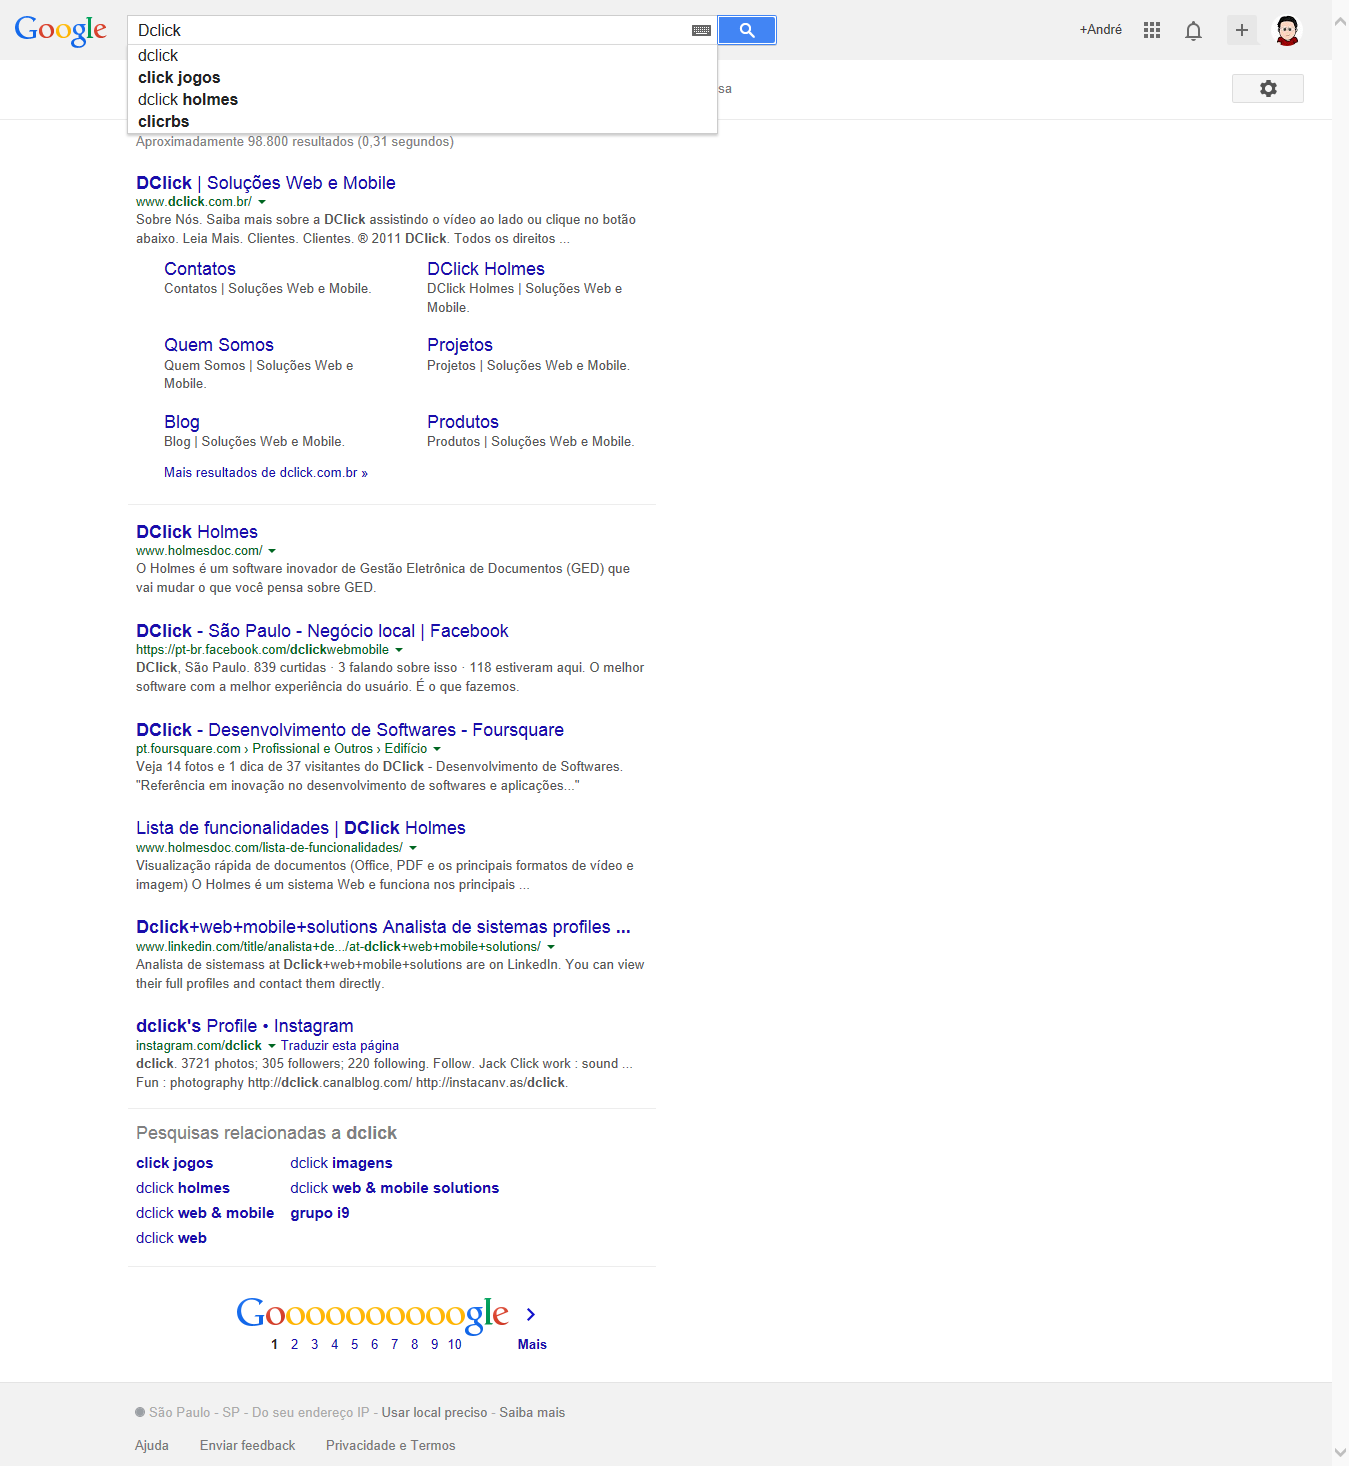 Google
Dclick
+André
dclick
click jogos
dclick holmes
clicrbs
sa
Aproximadamente 98.800 resultados (0,31 segundos)
DClick | Soluções Web e Mobile
www.dclick.com.br/
Sobre Nós. Saiba mais sobre a DClick assistindo o vídeo ao lado ou clique no botão
abaixo. Leia Mais. Clientes. Clientes. ® 2011 DClick. Todos os direitos ...
Contatos
Contatos | Soluções Web e Mobile.
DClick Holmes
DClick Holmes | Soluções Web e
Mobile.
Quem Somos
Quem Somos | Soluções Web e
Mobile.
Projetos
Projetos | Soluções Web e Mobile.
Blog
Blog | Soluções Web e Mobile.
Produtos
Produtos | Soluções Web e Mobile.
Mais resultados de dclick.com.br »
DClick Holmes
www.holmesdoc.com/
O Holmes é um software inovador de Gestão Eletrônica de Documentos (GED) que
vai mudar o que você pensa sobre GED.
DClick - São Paulo - Negócio local | Facebook
https://pt-br.facebook.com/dclickwebmobile
DClick, São Paulo. 839 curtidas · 3 falando sobre isso · 118 estiveram aqui. O melhor
software com a melhor experiência do usuário. É o que fazemos.
DClick - Desenvolvimento de Softwares - Foursquare
pt.foursquare.com › Profissional e Outros › Edifício
Veja 14 fotos e 1 dica de 37 visitantes do DClick - Desenvolvimento de Softwares.
"Referência em inovação no desenvolvimento de softwares e aplicações..."
Lista de funcionalidades | DClick Holmes
www.holmesdoc.com/lista-de-funcionalidades/
Visualização rápida de documentos (Office, PDF e os principais formatos de vídeo e
imagem) O Holmes é um sistema Web e funciona nos principais ...
Dclick+web+mobile+solutions Analista de sistemas profiles ...
www.linkedin.com/title/analista+de.../at-dclick+web+mobile+solutions/
Analista de sistemass at Dclick+web+mobile+solutions are on LinkedIn. You can view
their full profiles and contact them directly.
dclick's Profile • Instagram
instagram.com/dclick Traduzir esta página
dclick. 3721 photos; 305 followers; 220 following. Follow. Jack Click work : sound ...
Fun : photography http://dclick.canalblog.com/ http://instacanv.as/dclick.
Pesquisas relacionadas a dclick
click jogos
dclick holmes
dclick web & mobile
dclick web
dclick imagens
dclick web & mobile solutions
grupo i9
Goooooooooogle
1 2 3 4 5 6 7 8 9 10 Mais
São Paulo - SP - Do seu endereço IP - Usar local preciso - Saiba mais
Ajuda Enviar feedback Privacidade e Termos